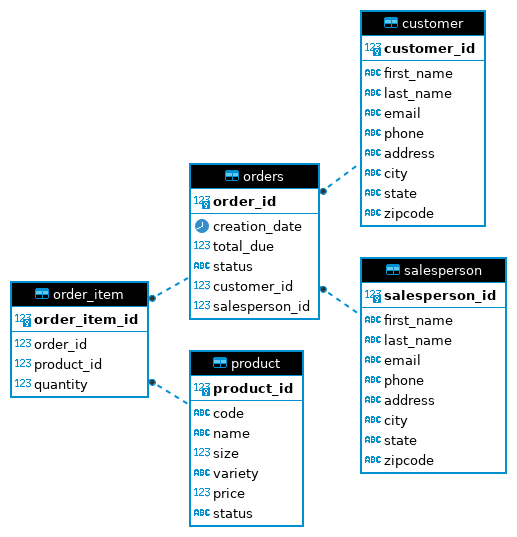 customer
123 customer_id
ABC first_name
ABC last_name
ABC email
ABC phone
ABC address
ABC city
ABC state
ABC zipcode
orders
123 order_id
creation_date
123 total_due
ABC status
123 customer_id
123 salesperson_id
salesperson
123 salesperson_id
ABC first_name
ABC last_name
ABC email
ABC phone
ABC address
ABC city
ABC state
ABC zipcode
order_item
123 order_item_id
123 order_id
123 product_id
123 quantity
product
123 product_id
ABC code
ABC name
123 size
ABC variety
123 price
ABC status